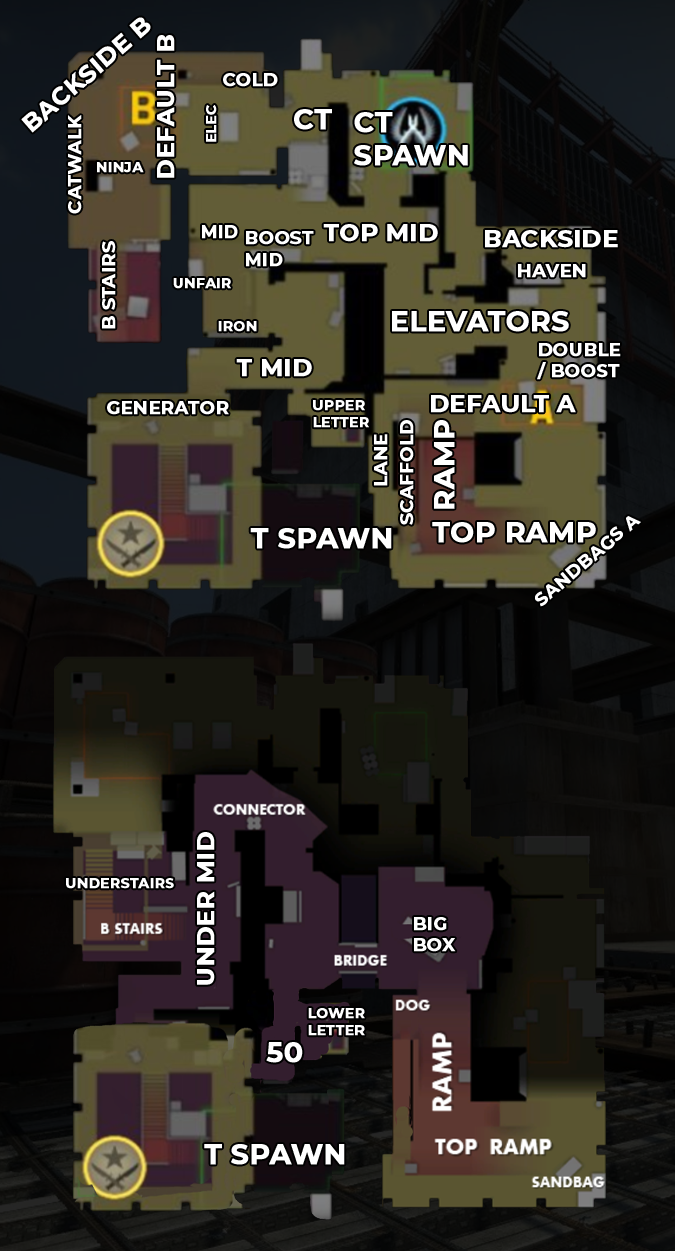 BACKSIDE B
DEFAULT B
COLD
B
ELEC
CT
CT
SPAWN
CATWALK
NINJA
MID
BOOST
MID
TOP MID
BACKSIDE
HAVEN
B STAIRS
UNFAIR
IRON
ELEVATORS
DOUBLE
/ BOOST
T MID
GENERATOR
UPPER
LETTER
DEFAULT A
A
LANE
SCAFFOLD
RAMP
T SPAWN
TOP RAMP
SANDBAGS A
CONNECTOR
UNDERSTAIRS
UNDER MID
B STAIRS
BIG
BOX
BRIDGE
DOG
LOWER
LETTER
50
RAMP
T SPAWN
TOP RAMP
SANDBAG